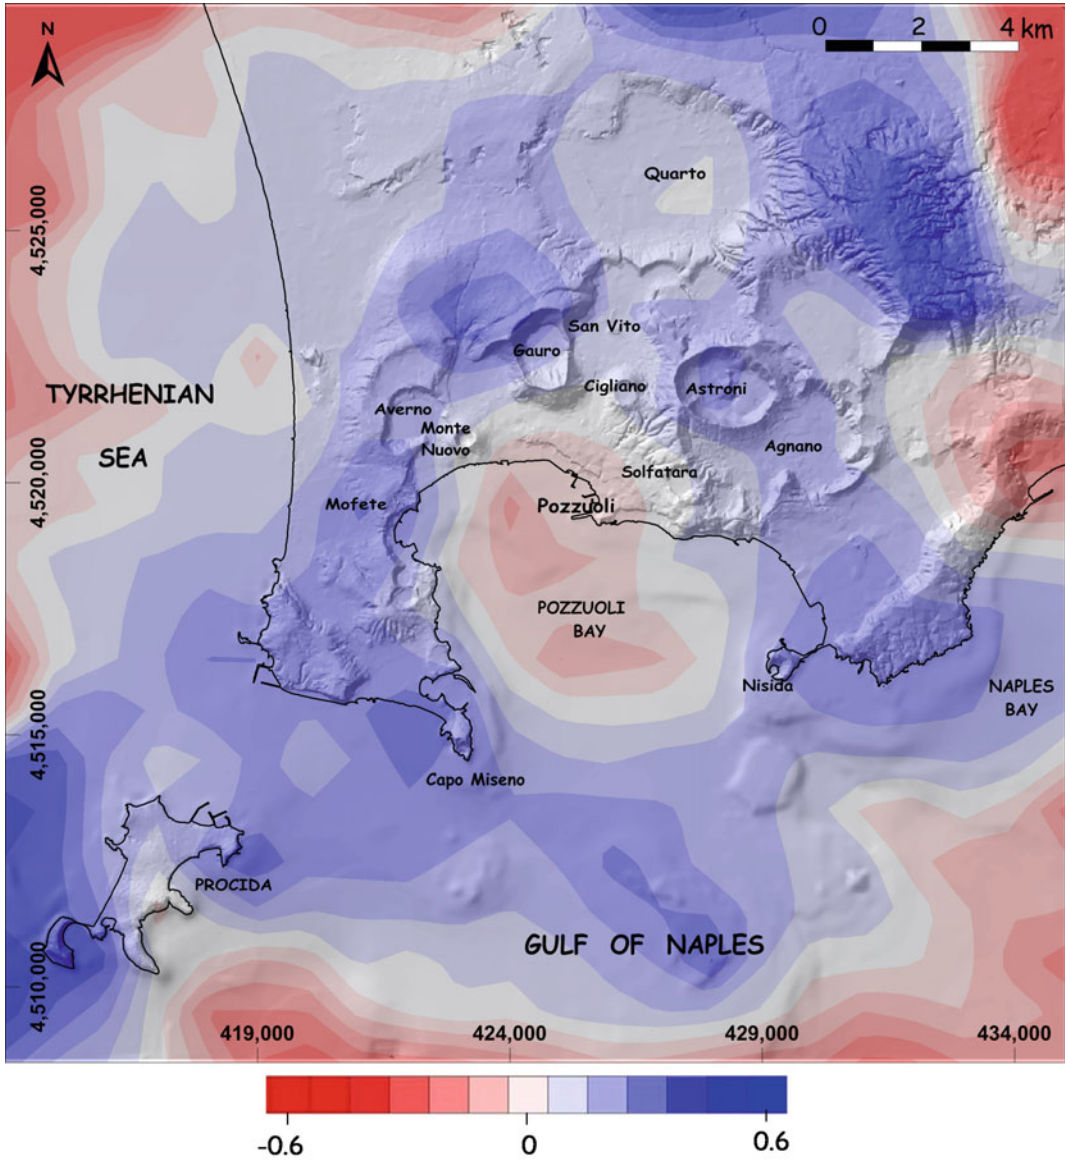 N
0 2 4 km
Quarto
4,525,000
San Vito
Gauro
TYRRHENIAN
SEA
Cigliano
Astroni
Averno
Monte
Nuovo
Agnano
Solfatara
4,520,000
Mofete
Pozzuoli
POZZUOLI
BAY
Nisida
NAPLES
BAY
4,515,000
Capo Miseno
PROCIDA
GULF OF NAPLES
4,510,000
419,000 424,000 429,000 434,000
-0.6 0 0.6